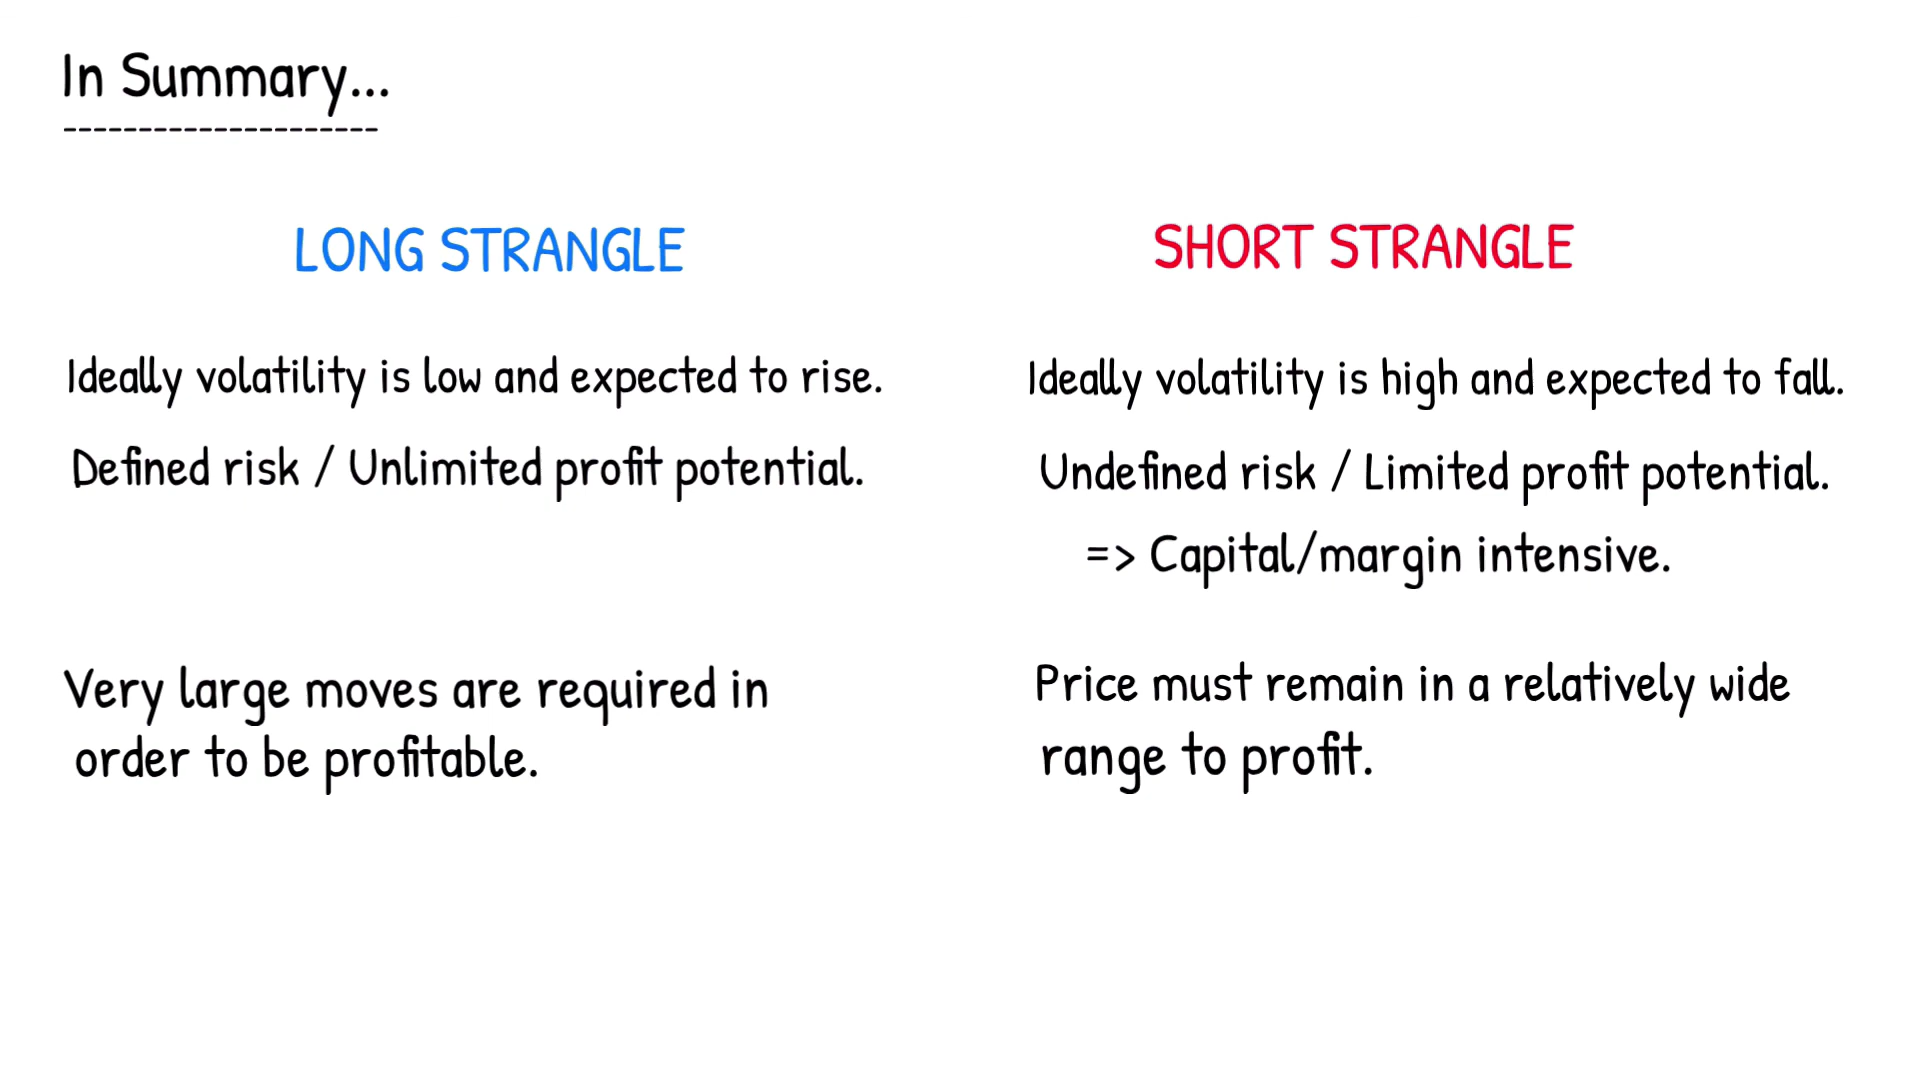 In Summary...
---------------------
LONG STRANGLE
Ideally volatility is low and expected to rise.
Defined risk / Unlimited profit potential.
Very large moves are required in
order to be profitable.
SHORT STRANGLE
Ideally volatility is high and expected to fall.
Undefined risk / Limited profit potential.
=> Capital/margin intensive.
Price must remain in a relatively wide
range to profit.